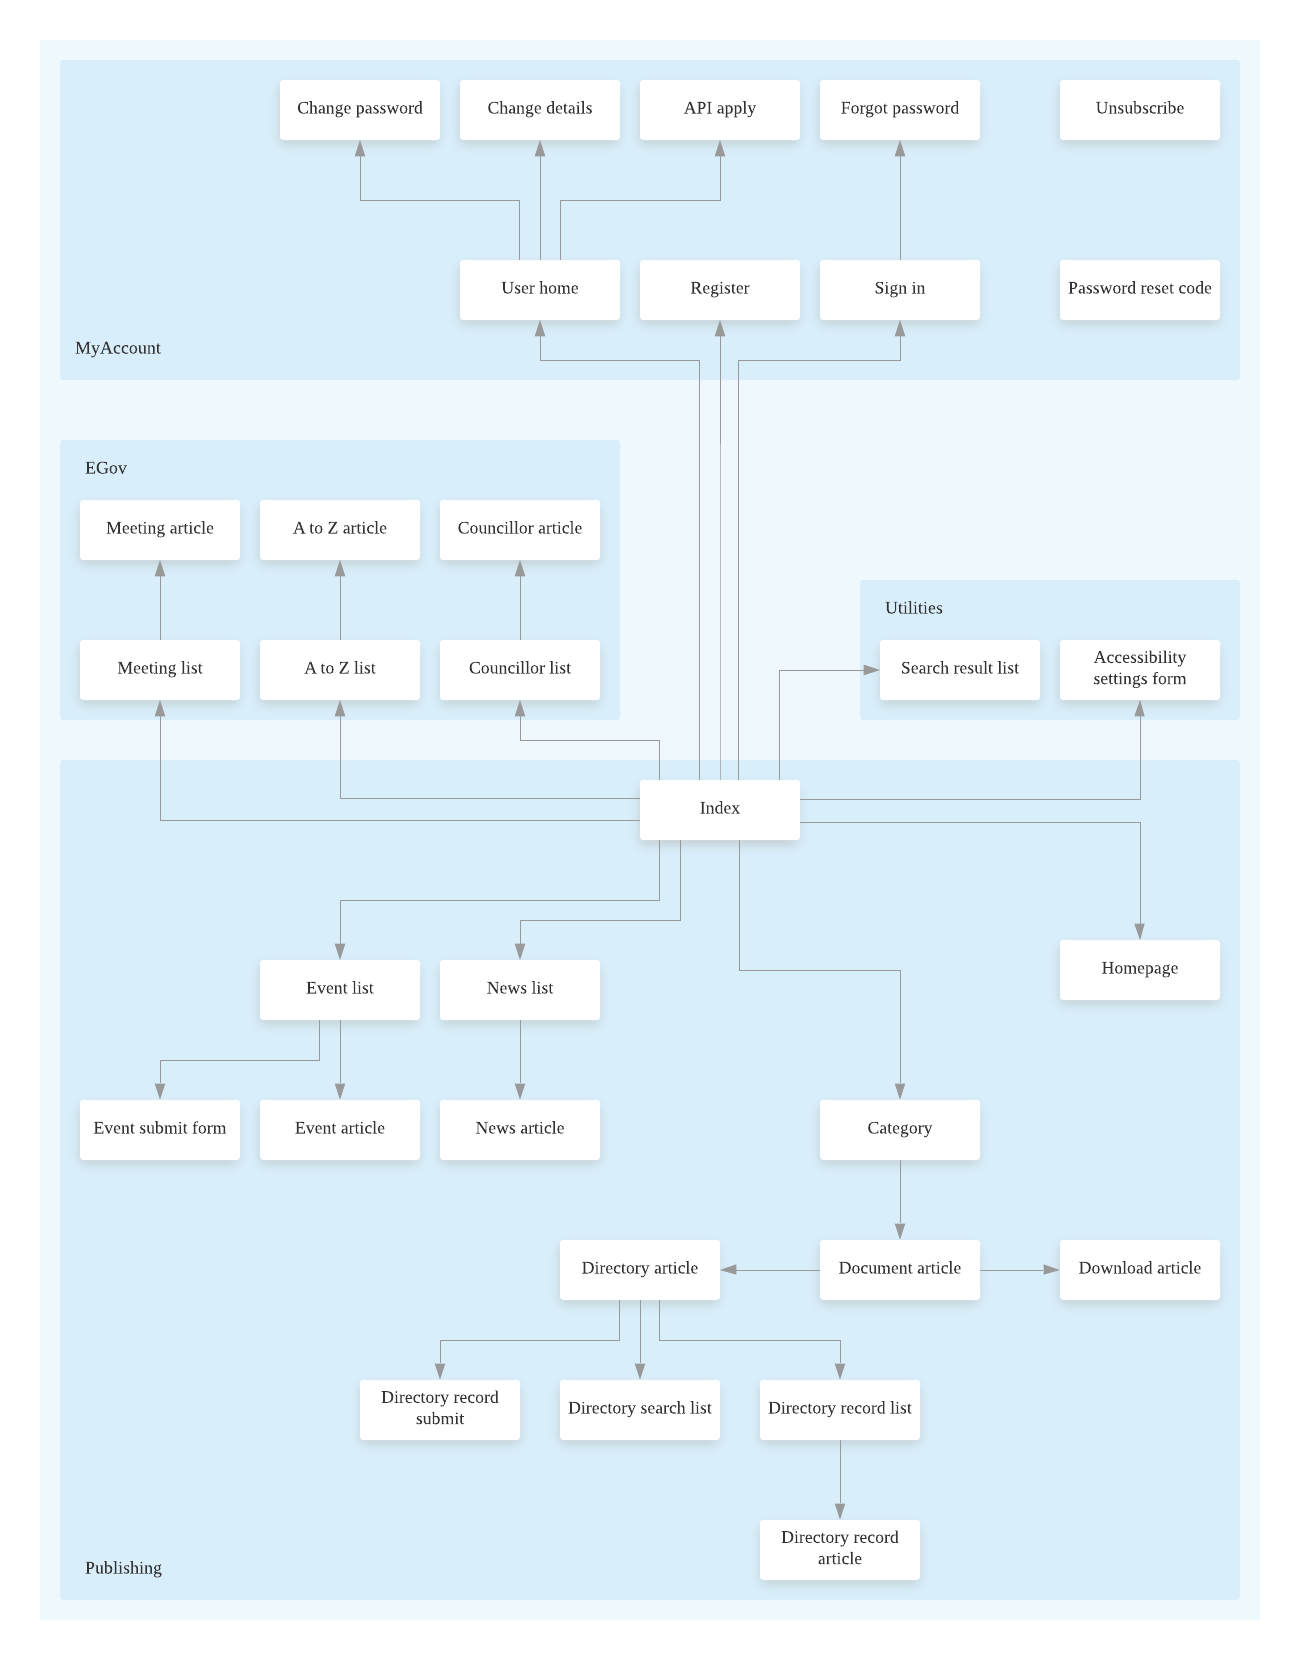 Change password
Change details
API apply
Forgot password
Unsubscribe
User home
Register
Sign in
Password reset code
MyAccount
EGov
Meeting article
A to Z article
Councillor article
Meeting list
A to Z list
Councillor list
Utilities
Search result list
Accessibility
settings form
Index
Homepage
Event list
News list
Event submit form
Event article
News article
Category
Directory article
Document article
Download article
Directory record
submit
Directory search list
Directory record list
Directory record
article
Publishing